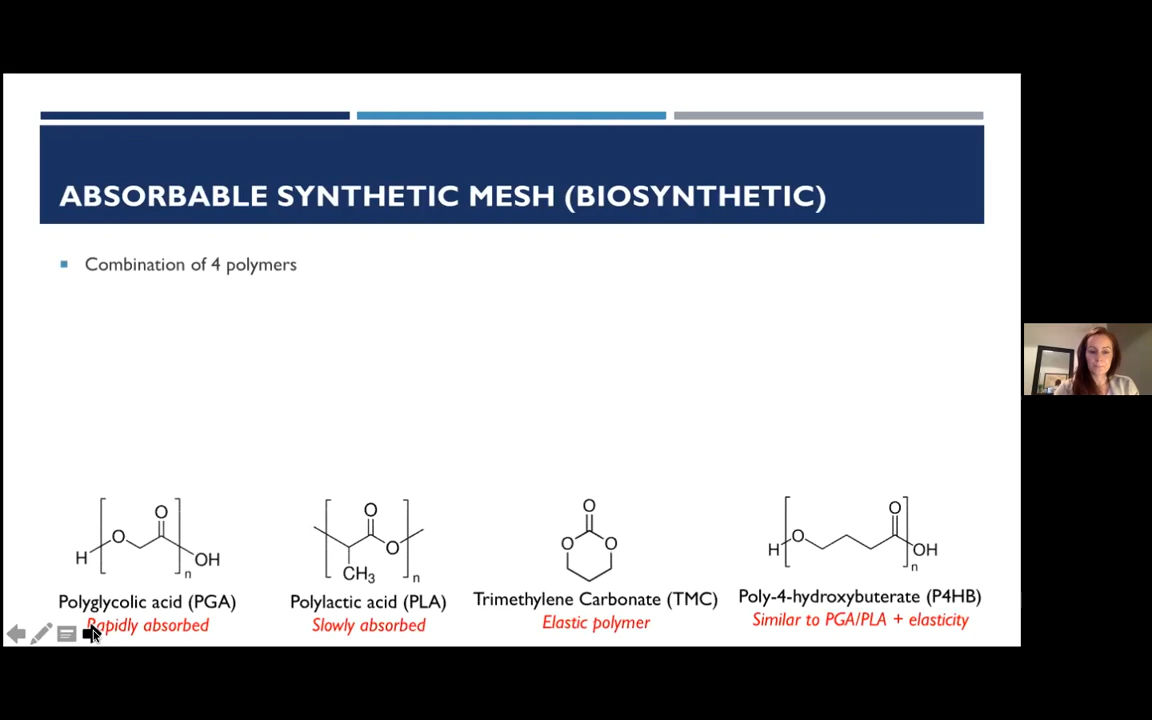 ABSORBABLE SYNTHETIC MESH (BIOSYNTHETIC)
Combination of 4 polymers
H O O OH n
O O CH₃ n
O O O
H O O OH n
Polyglycolic acid (PGA)
Rapidly absorbed
Polylactic acid (PLA)
Slowly absorbed
Trimethylene Carbonate (TMC)
Elastic polymer
Poly-4-hydroxybuterate (P4HB)
Similar to PGA/PLA + elasticity